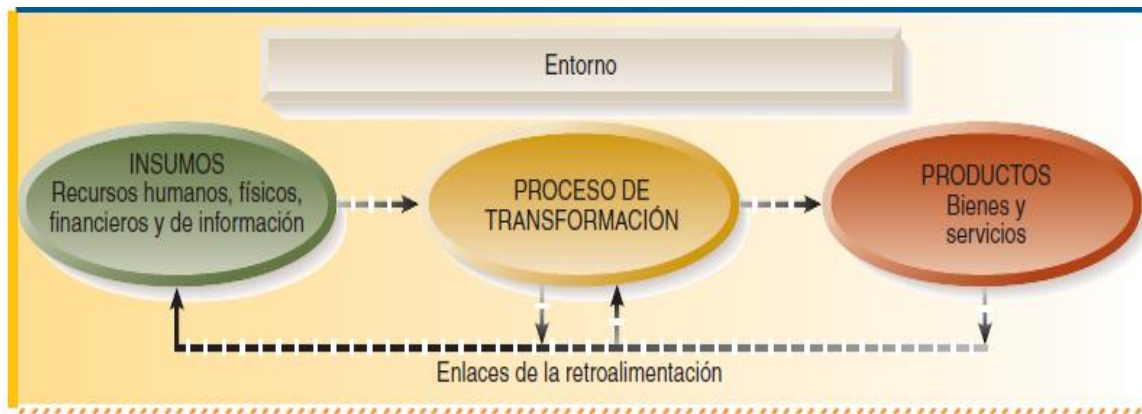 Entorno
INSUMOS
Recursos humanos, físicos,
financieros y de información
PROCESO DE
TRANSFORMACIÓN
PRODUCTOS
Bienes y
servicios
Enlaces de la retroalimentación